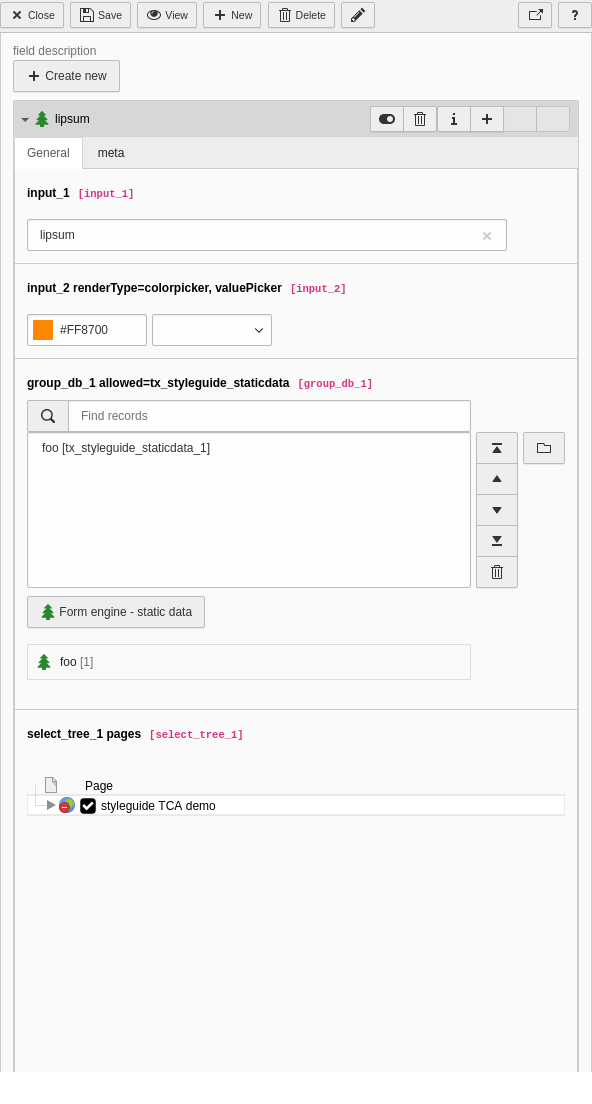 Close Save View New Delete ?
field description
Create new
lipsum
General meta
input_1 [input_1]
lipsum
input_2 renderType=colorpicker, valuePicker [input_2]
#FF8700
group_db_1 allowed=tx_styleguide_staticdata [group_db_1]
Find records
foo [tx_styleguide_staticdata_1]
Form engine - static data
foo [1]
select_tree_1 pages [select_tree_1]
Page
styleguide TCA demo